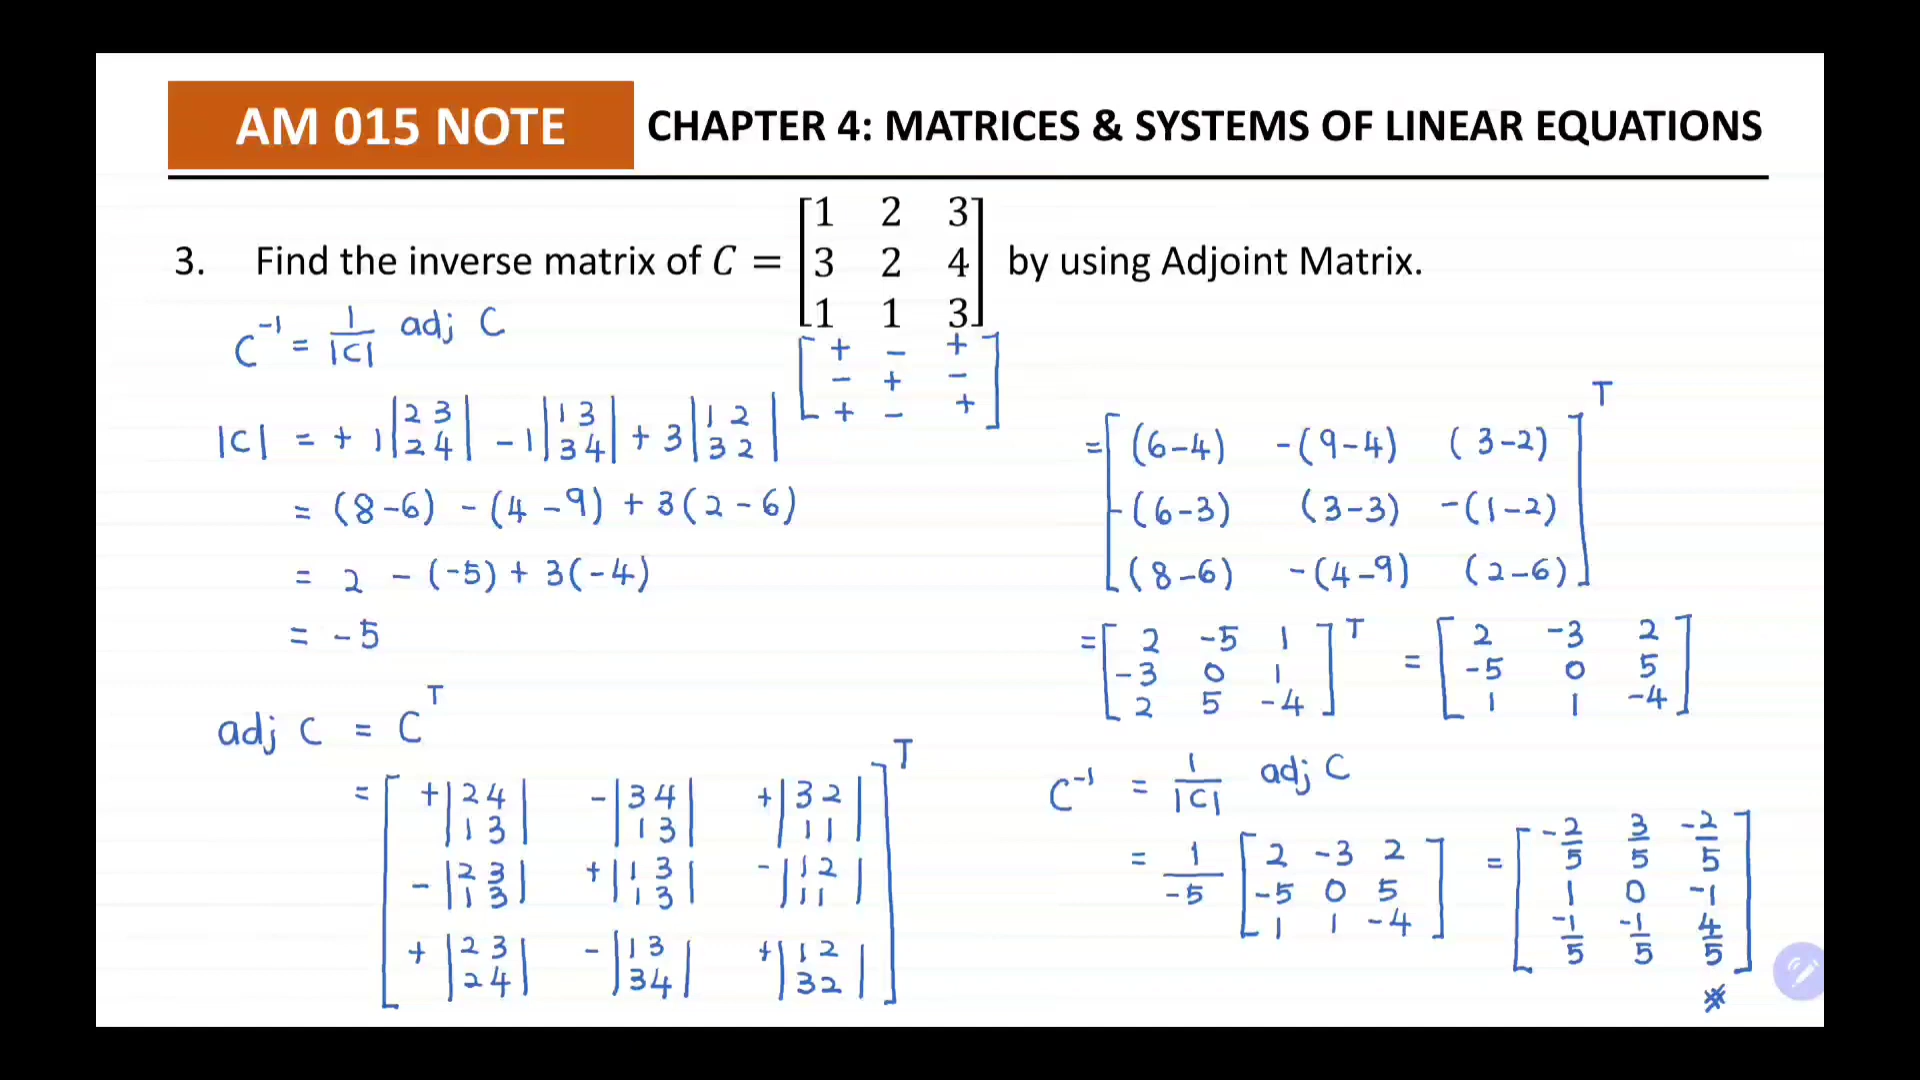 AM 015 NOTE
CHAPTER 4: MATRICES & SYSTEMS OF LINEAR EQUATIONS
3. Find the inverse matrix of C = [1 2 3; 3 2 4; 1 1 3] by using Adjoint Matrix.
C⁻¹ = 1/|C| adj C
[+ − +; − + −; + − +]
|C| = + 1|2 3; 2 4| − 1|1 3; 3 4| + 3|1 2; 3 2|
= (8−6) − (4−9) + 3(2−6)
= 2 − (−5) + 3(−4)
= −5
adj C = Cᵀ
= [+|2 4; 1 3| −|3 4; 1 3| +|3 2; 1 1|
−|2 3; 1 3| +|1 3; 1 3| −|1 2; 1 1|
+|2 3; 2 4| −|1 3; 3 4| +|1 2; 3 2|]ᵀ
= [(6−4) −(9−4) (3−2)
−(6−3) (3−3) −(1−2)
(8−6) −(4−9) (2−6)]ᵀ
= [2 −5 1; −3 0 1; 2 5 −4]ᵀ = [2 −3 2; −5 0 5; 1 1 −4]
C⁻¹ = 1/|C| adj C
= 1/−5 [2 −3 2; −5 0 5; 1 1 −4] = [−2/5 3/5 −2/5; 1 0 −1; −1/5 −1/5 4/5]